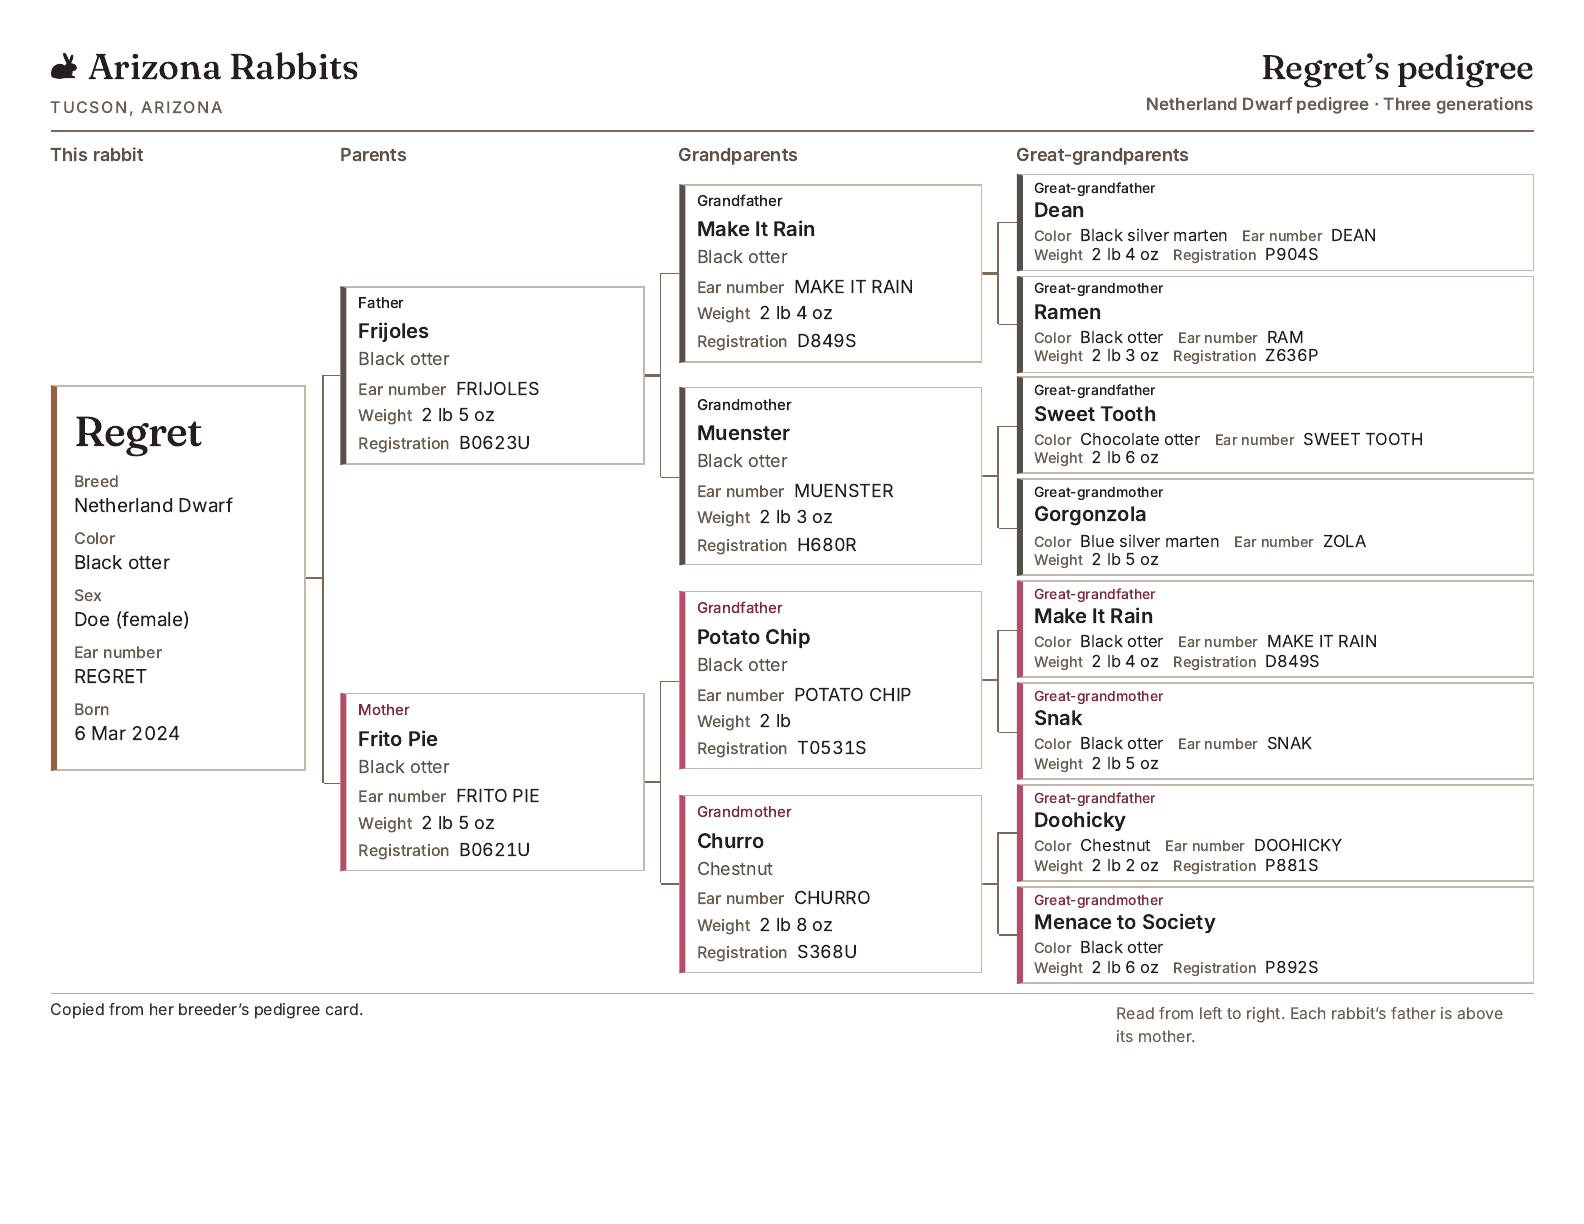 Arizona Rabbits
TUCSON, ARIZONA
Regret’s pedigree
Netherland Dwarf pedigree · Three generations
This rabbit
Parents
Grandparents
Great-grandparents
Regret
Breed
Netherland Dwarf
Color
Black otter
Sex
Doe (female)
Ear number
REGRET
Born
6 Mar 2024
Father
Frijoles
Black otter
Ear number FRIJOLES
Weight 2 lb 5 oz
Registration B0623U
Mother
Frito Pie
Black otter
Ear number FRITO PIE
Weight 2 lb 5 oz
Registration B0621U
Grandfather
Make It Rain
Black otter
Ear number MAKE IT RAIN
Weight 2 lb 4 oz
Registration D849S
Grandmother
Muenster
Black otter
Ear number MUENSTER
Weight 2 lb 3 oz
Registration H680R
Grandfather
Potato Chip
Black otter
Ear number POTATO CHIP
Weight 2 lb
Registration T0531S
Grandmother
Churro
Chestnut
Ear number CHURRO
Weight 2 lb 8 oz
Registration S368U
Great-grandfather
Dean
Color Black silver marten Ear number DEAN
Weight 2 lb 4 oz Registration P904S
Great-grandmother
Ramen
Color Black otter Ear number RAM
Weight 2 lb 3 oz Registration Z636P
Great-grandfather
Sweet Tooth
Color Chocolate otter Ear number SWEET TOOTH
Weight 2 lb 6 oz
Great-grandmother
Gorgonzola
Color Blue silver marten Ear number ZOLA
Weight 2 lb 5 oz
Great-grandfather
Make It Rain
Color Black otter Ear number MAKE IT RAIN
Weight 2 lb 4 oz Registration D849S
Great-grandmother
Snak
Color Black otter Ear number SNAK
Weight 2 lb 5 oz
Great-grandfather
Doohicky
Color Chestnut Ear number DOOHICKY
Weight 2 lb 2 oz Registration P881S
Great-grandmother
Menace to Society
Color Black otter
Weight 2 lb 6 oz Registration P892S
Copied from her breeder’s pedigree card.
Read from left to right. Each rabbit’s father is above
its mother.